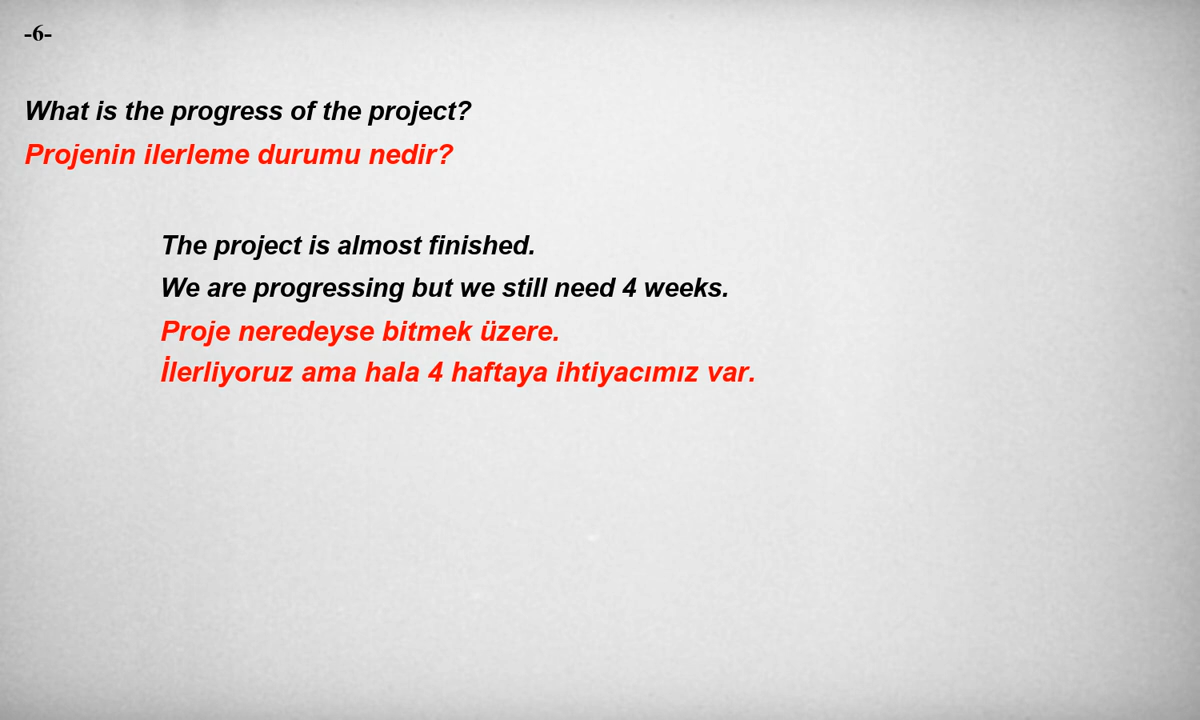 -6-
What is the progress of the project?
Projenin ilerleme durumu nedir?
The project is almost finished.
We are progressing but we still need 4 weeks.
Proje neredeyse bitmek üzere.
İlerliyoruz ama hala 4 haftaya ihtiyacımız var.